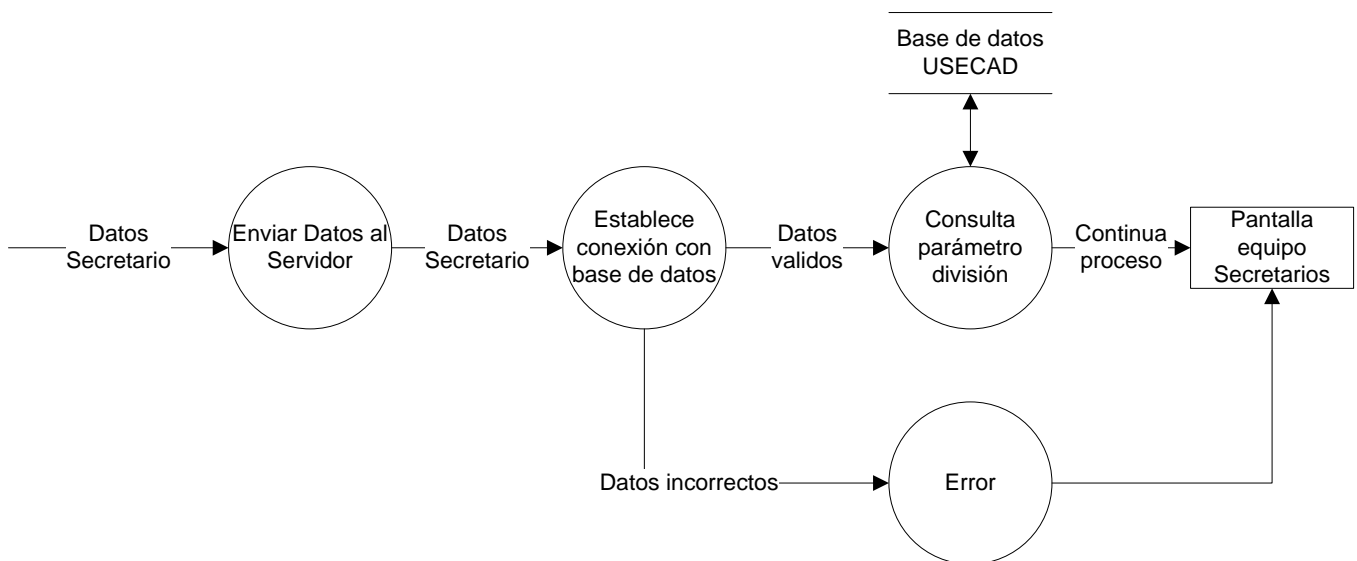 Base de datos
USECAD
Datos
Secretario
Enviar Datos al
Servidor
Datos
Secretario
Establece
conexión con
base de datos
Datos
validos
Consulta
parámetro
división
Continua
proceso
Pantalla
equipo
Secretarios
Datos incorrectos
Error